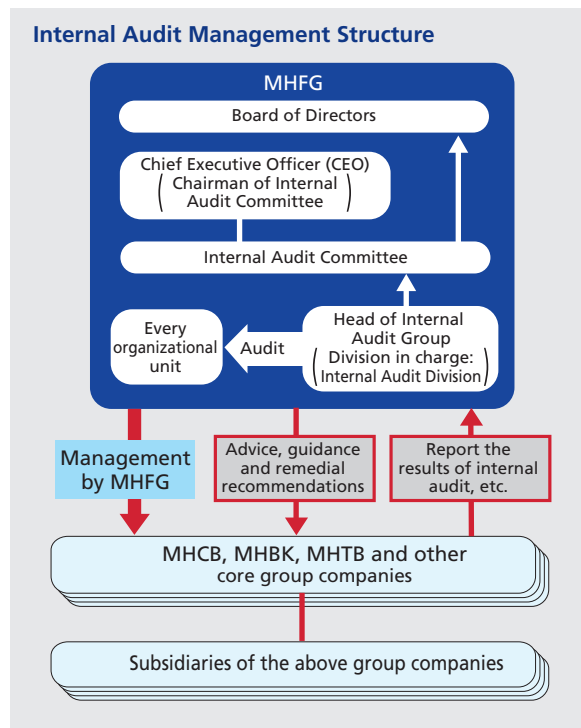 Internal Audit Management Structure
MHFG
Board of Directors
Chief Executive Officer (CEO)
(Chairman of Internal
Audit Committee)
Internal Audit Committee
Every
organizational
unit
Audit
Head of Internal
Audit Group
(Division in charge:
Internal Audit Division)
Management
by MHFG
Advice, guidance
and remedial
recommendations
Report the
results of internal
audit, etc.
MHCB, MHBK, MHTB and other
core group companies
Subsidiaries of the above group companies